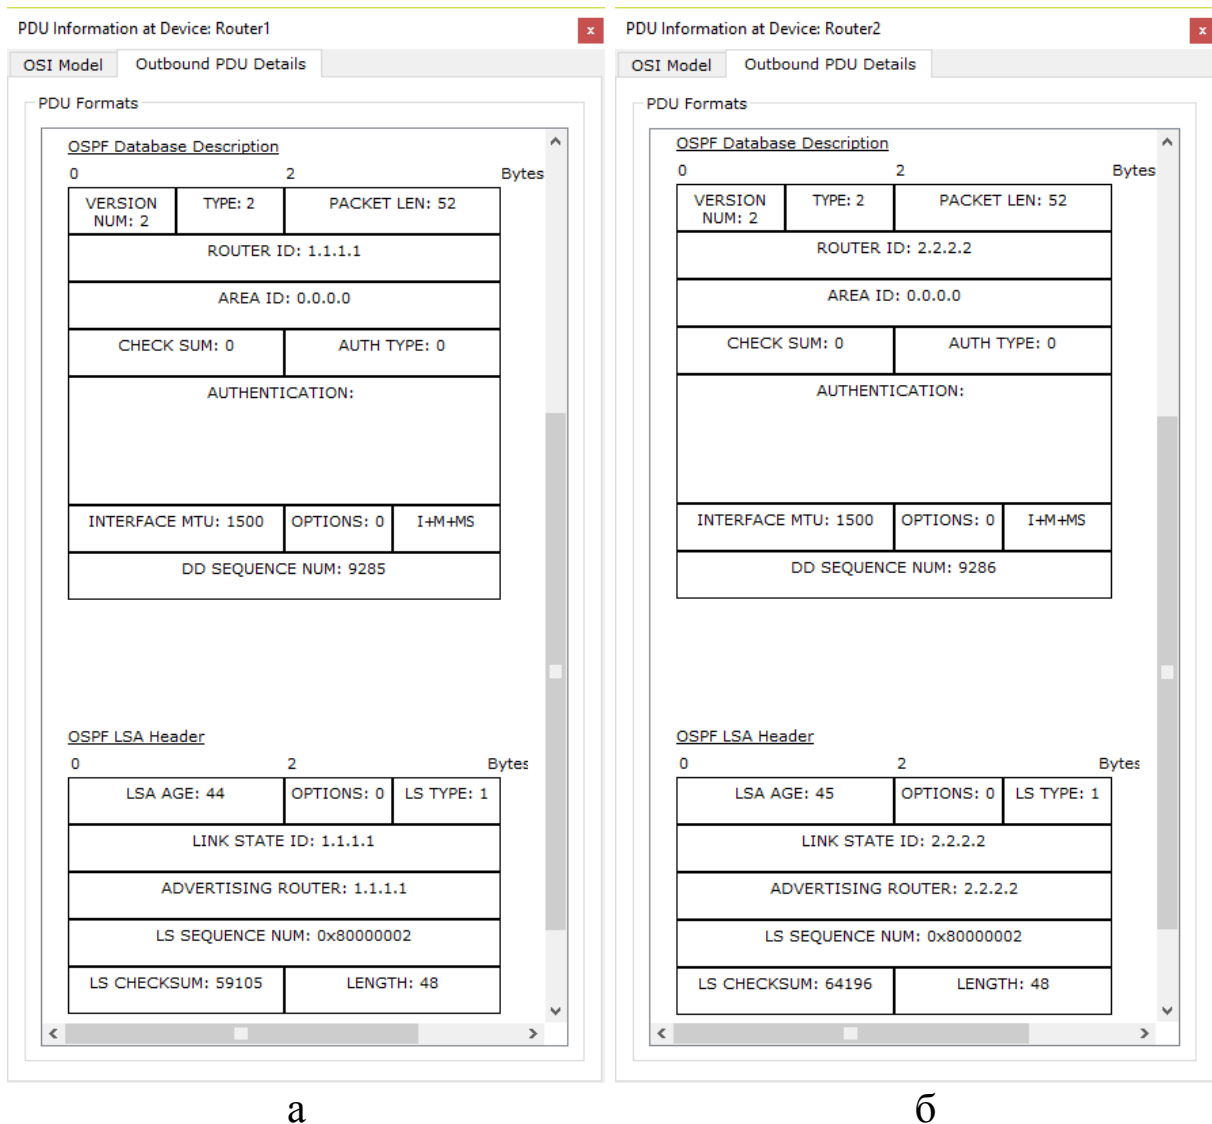 PDU Information at Device: Router1
x
OSI Model Outbound PDU Details
PDU Formats
OSPF Database Description
0 2 Bytes
VERSION NUM: 2 TYPE: 2 PACKET LEN: 52
ROUTER ID: 1.1.1.1
AREA ID: 0.0.0.0
CHECK SUM: 0 AUTH TYPE: 0
AUTHENTICATION:
INTERFACE MTU: 1500 OPTIONS: 0 I+M+MS
DD SEQUENCE NUM: 9285
OSPF LSA Header
0 2 Bytes
LSA AGE: 44 OPTIONS: 0 LS TYPE: 1
LINK STATE ID: 1.1.1.1
ADVERTISING ROUTER: 1.1.1.1
LS SEQUENCE NUM: 0x80000002
LS CHECKSUM: 59105 LENGTH: 48
а
PDU Information at Device: Router2
x
OSI Model Outbound PDU Details
PDU Formats
OSPF Database Description
0 2 Bytes
VERSION NUM: 2 TYPE: 2 PACKET LEN: 52
ROUTER ID: 2.2.2.2
AREA ID: 0.0.0.0
CHECK SUM: 0 AUTH TYPE: 0
AUTHENTICATION:
INTERFACE MTU: 1500 OPTIONS: 0 I+M+MS
DD SEQUENCE NUM: 9286
OSPF LSA Header
0 2 Bytes
LSA AGE: 45 OPTIONS: 0 LS TYPE: 1
LINK STATE ID: 2.2.2.2
ADVERTISING ROUTER: 2.2.2.2
LS SEQUENCE NUM: 0x80000002
LS CHECKSUM: 64196 LENGTH: 48
б